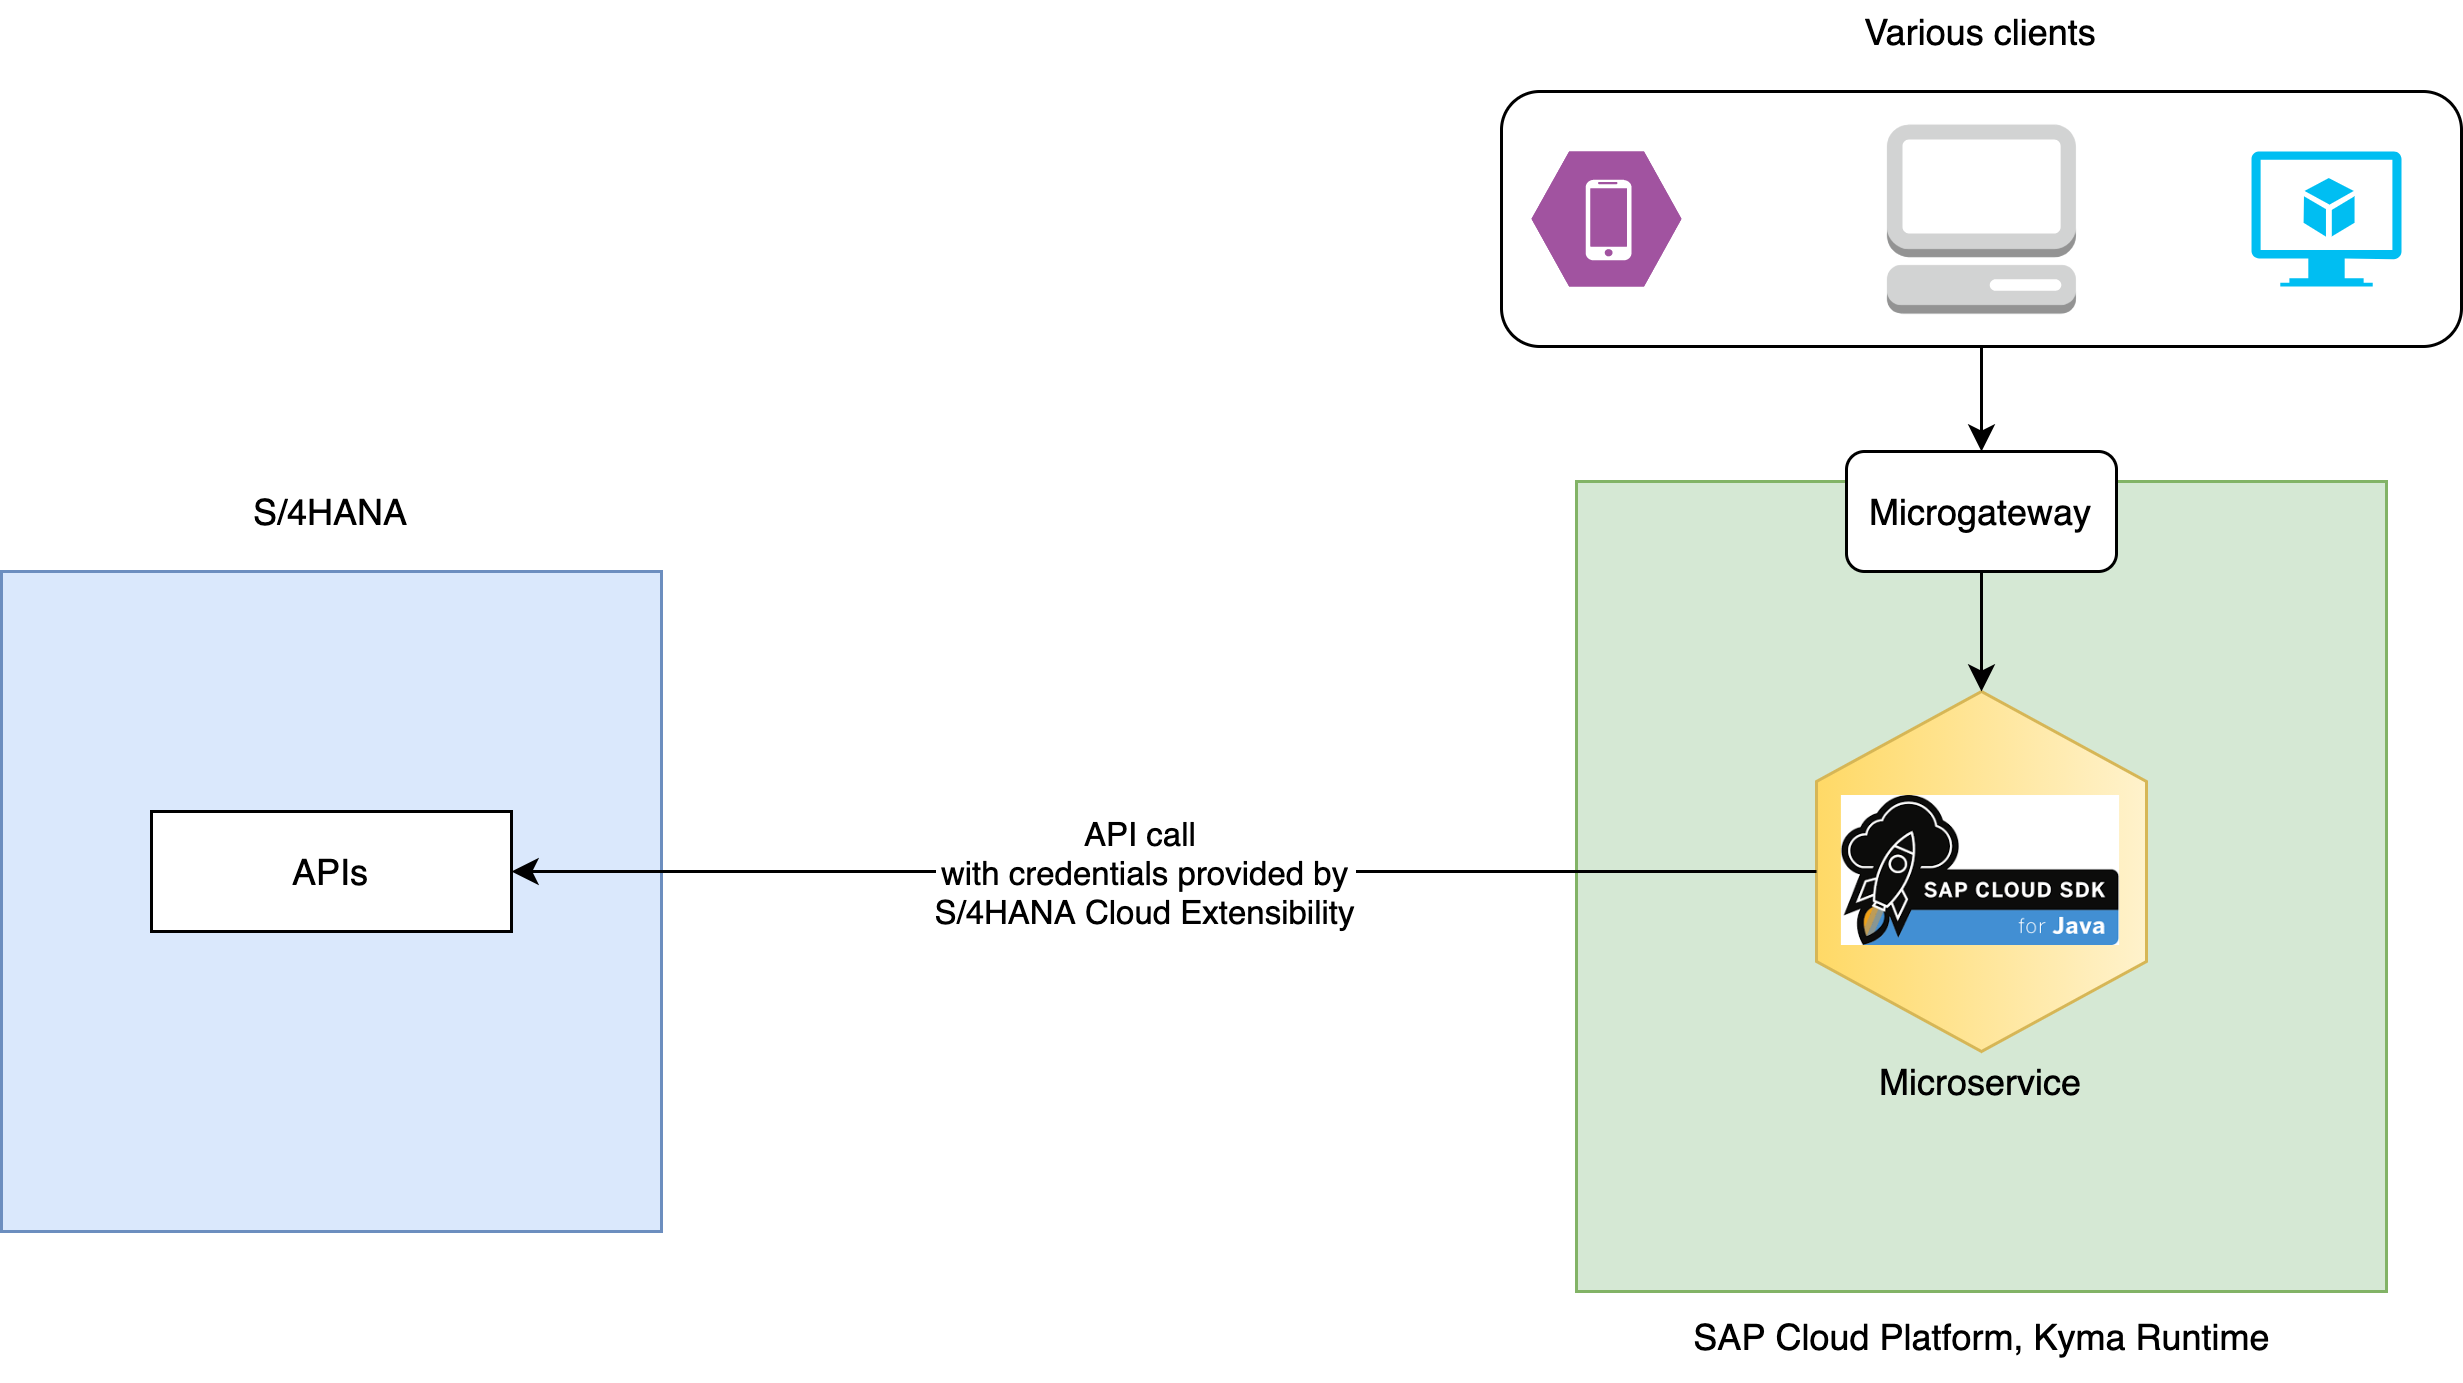 Various clients
Microgateway
S/4HANA
APIs
API call
with credentials provided by
S/4HANA Cloud Extensibility
SAP CLOUD SDK
for Java
Microservice
SAP Cloud Platform, Kyma Runtime